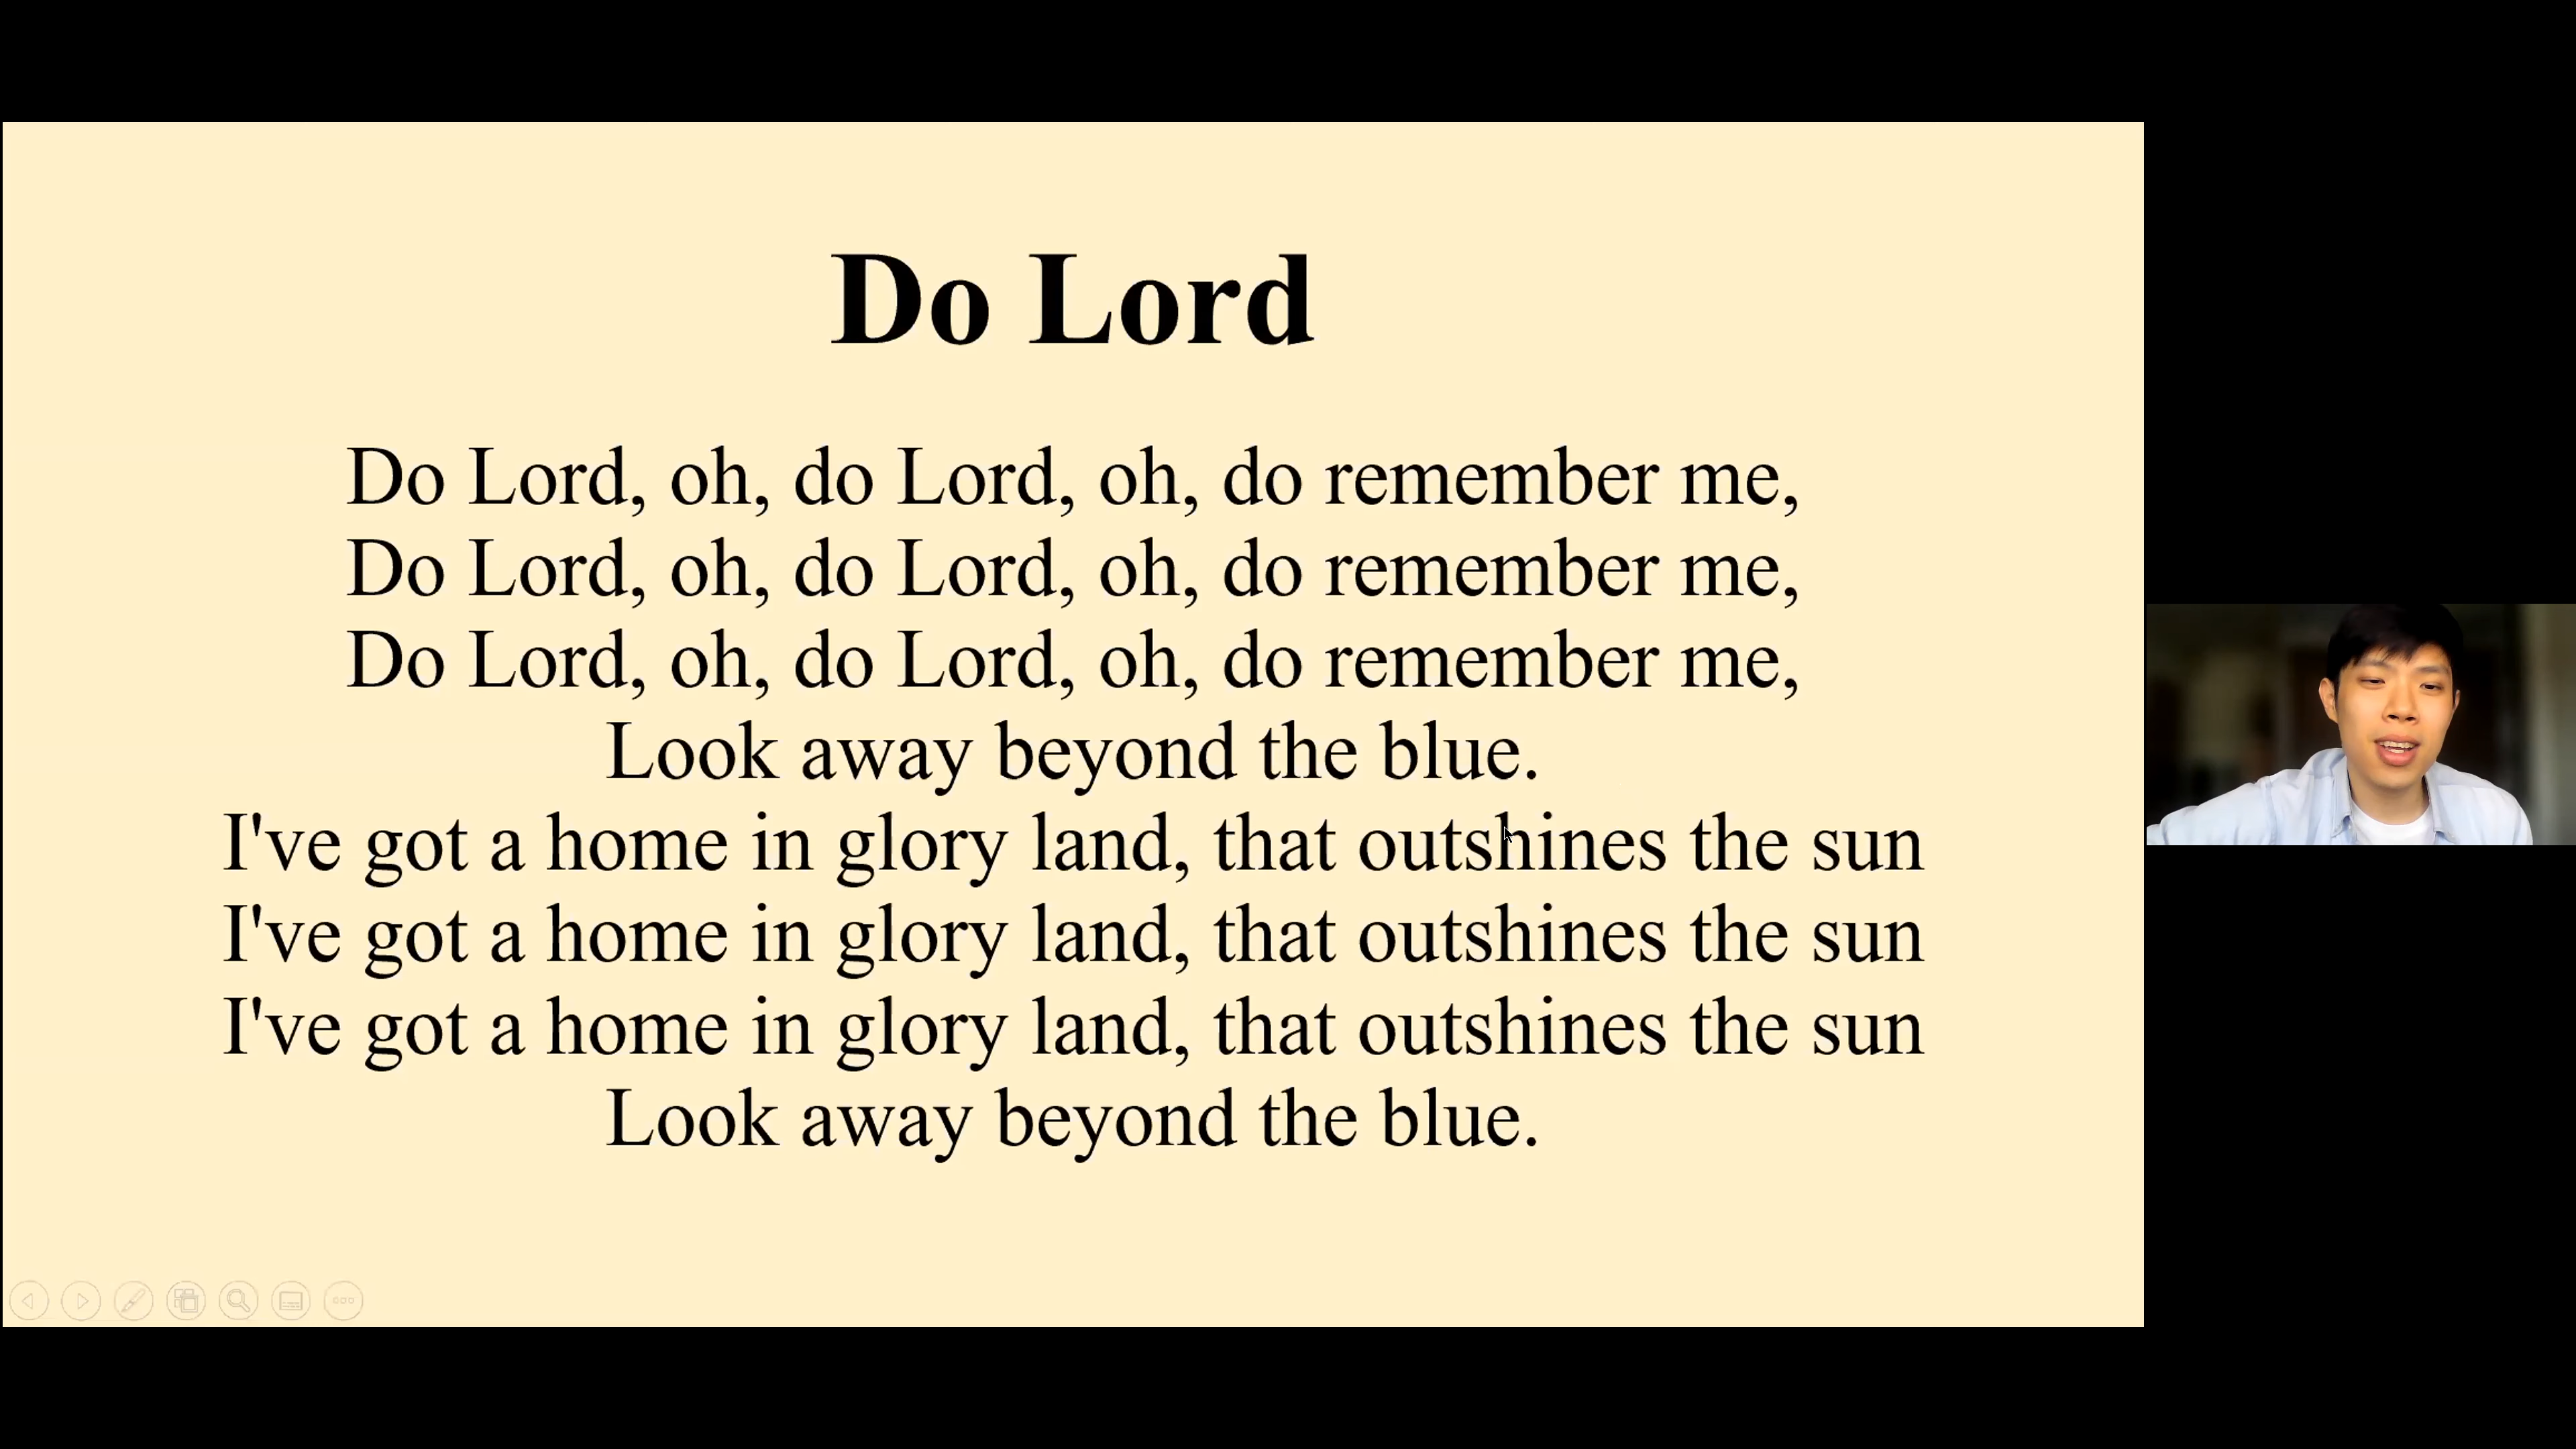 Do Lord
Do Lord, oh, do Lord, oh, do remember me,
Do Lord, oh, do Lord, oh, do remember me,
Do Lord, oh, do Lord, oh, do remember me,
Look away beyond the blue.
I've got a home in glory land, that outshines the sun
I've got a home in glory land, that outshines the sun
I've got a home in glory land, that outshines the sun
Look away beyond the blue.